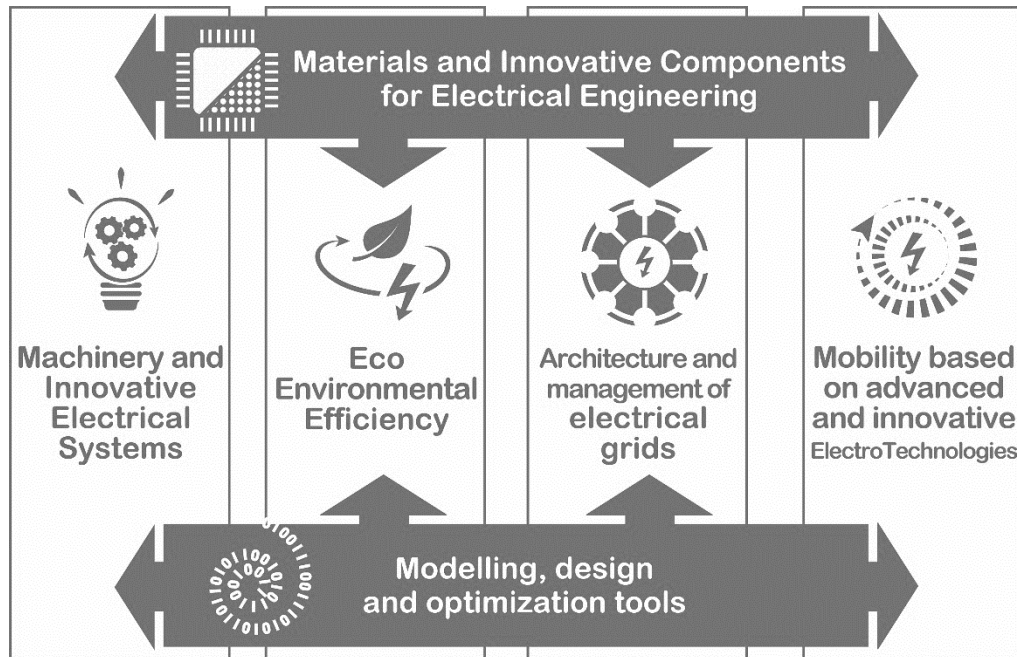 Materials and Innovative Components
for Electrical Engineering
Machinery and
Innovative
Electrical
Systems
Eco
Environmental
Efficiency
Architecture and
management of
electrical
grids
Mobility based
on advanced
and innovative
ElectroTechnologies
Modelling, design
and optimization tools